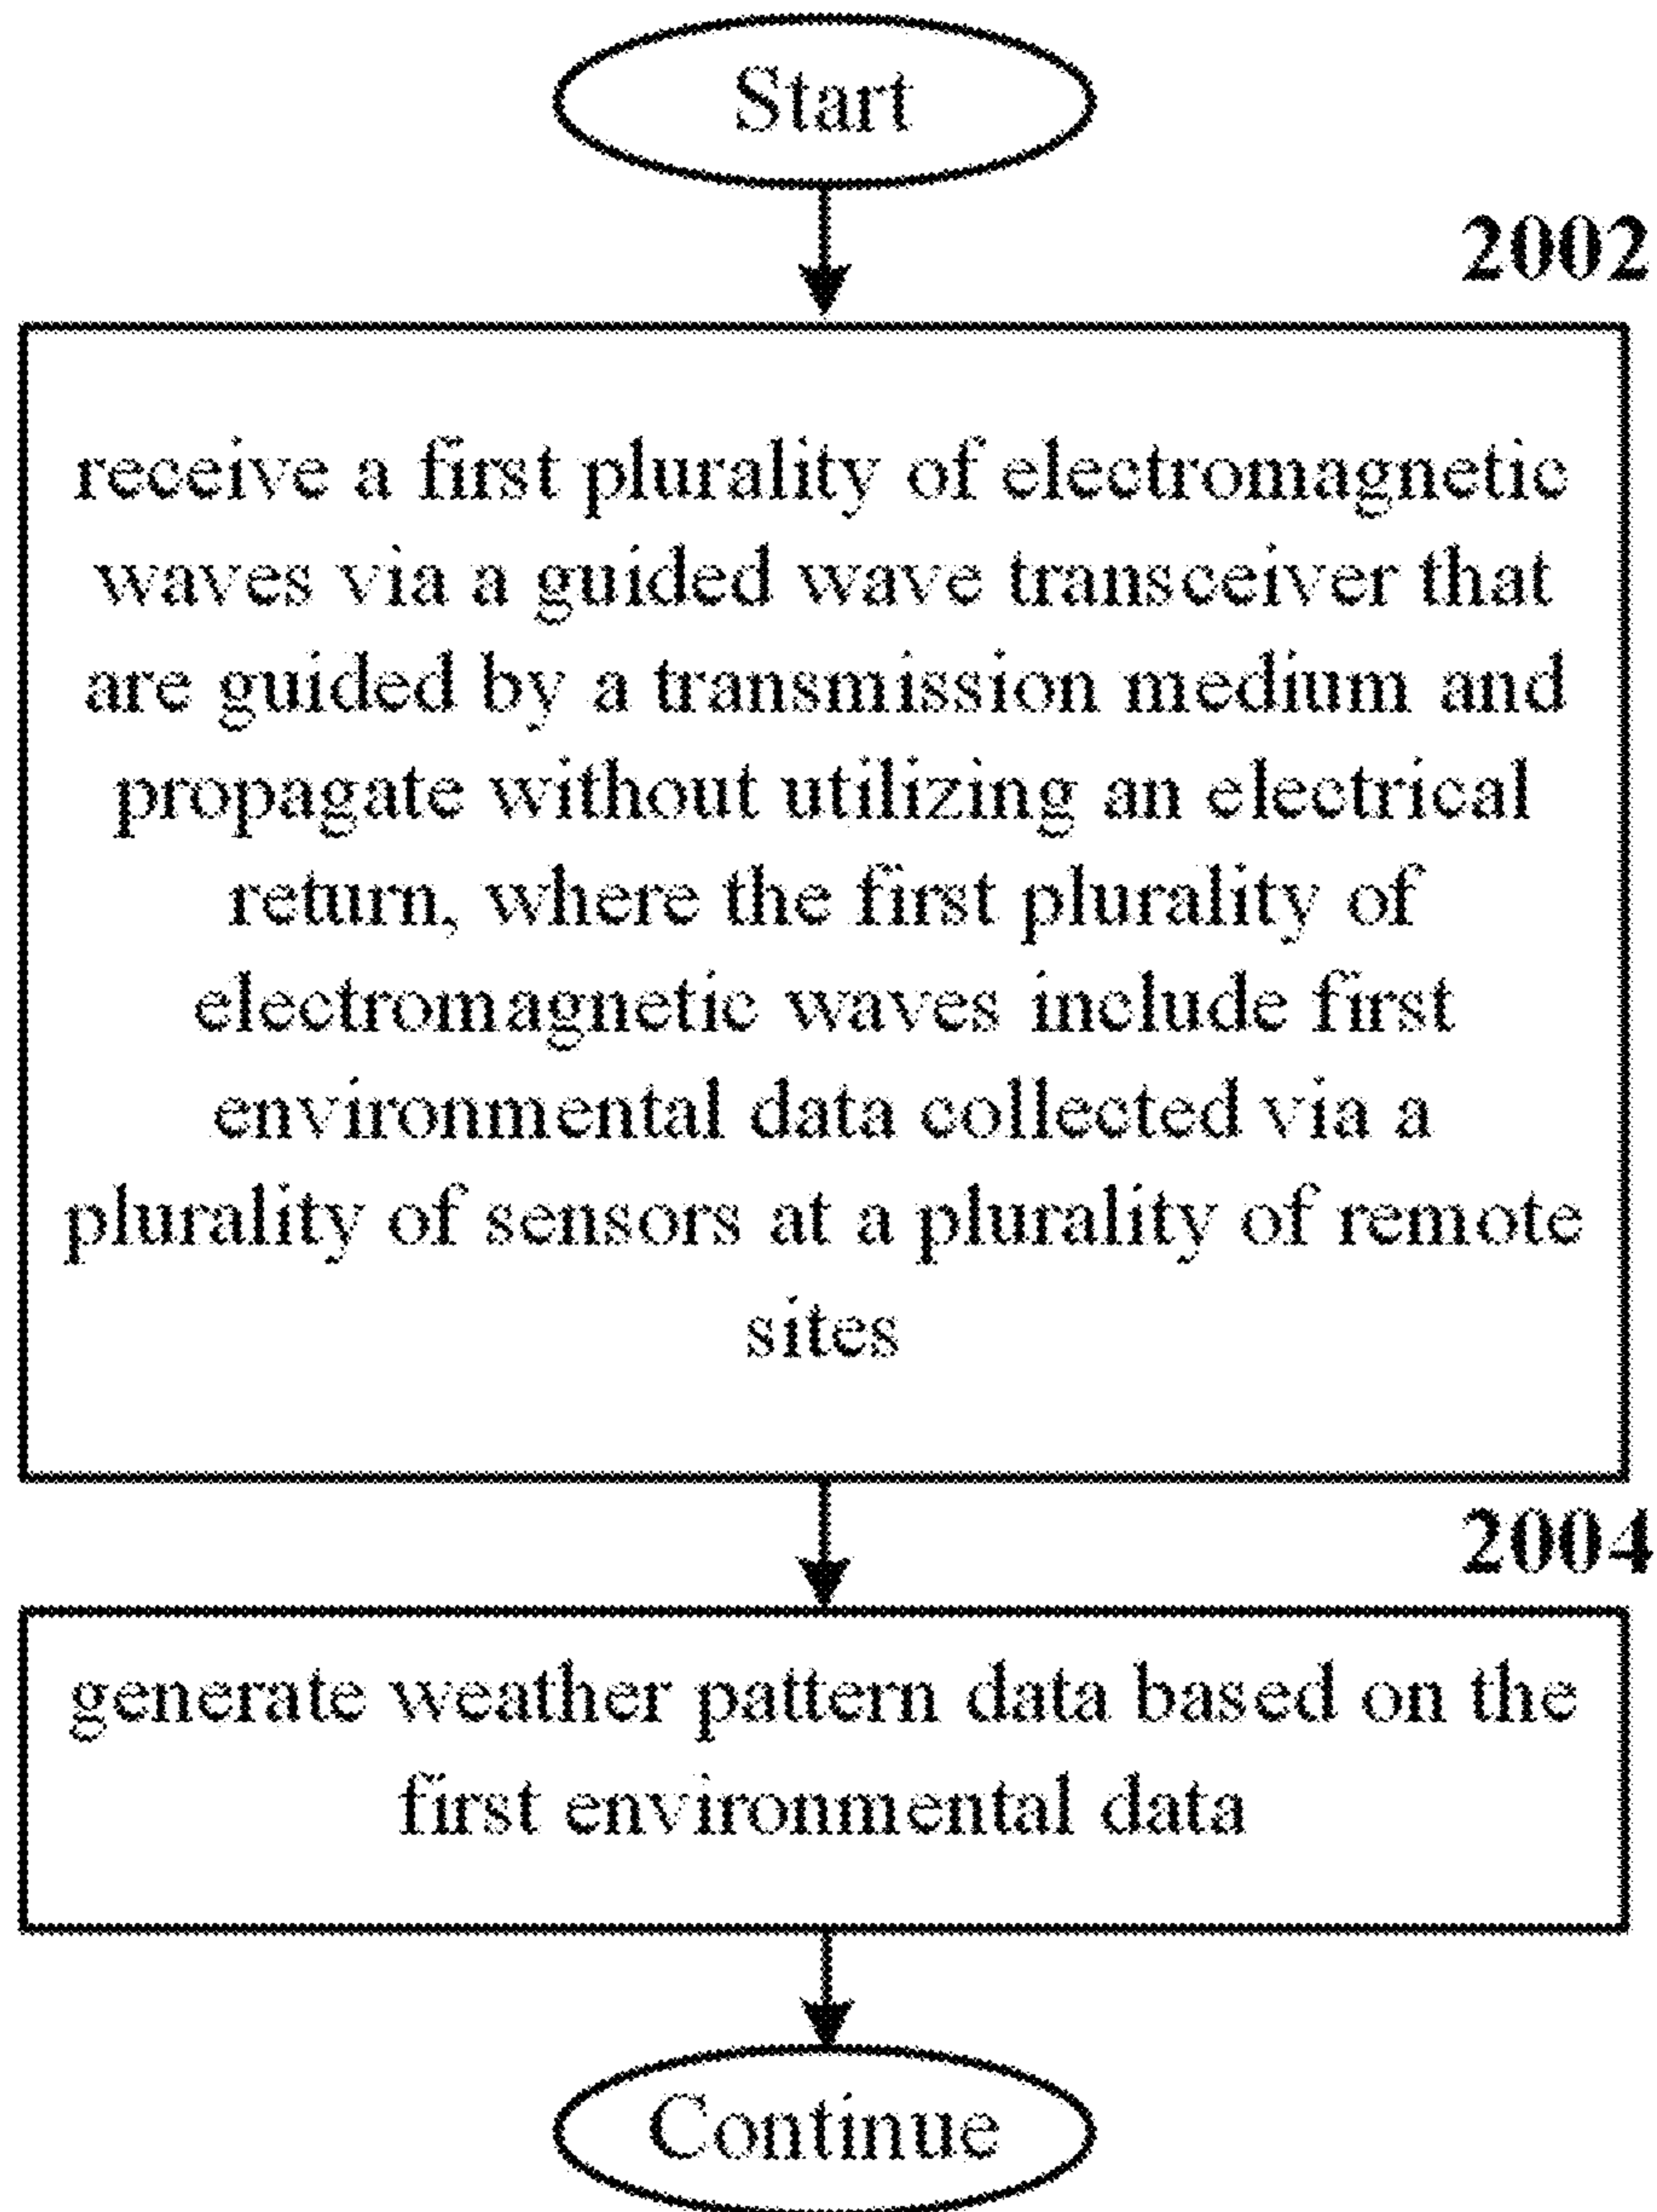 Start
2002
receive a first plurality of electromagnetic
waves via a guided wave transceiver that
are guided by a transmission medium and
propagate without utilizing an electrical
return, where the first plurality of
electromagnetic waves include first
environmental data collected via a
plurality of sensors at a plurality of remote
sites
2004
generate weather pattern data based on the
first environmental data
Continue